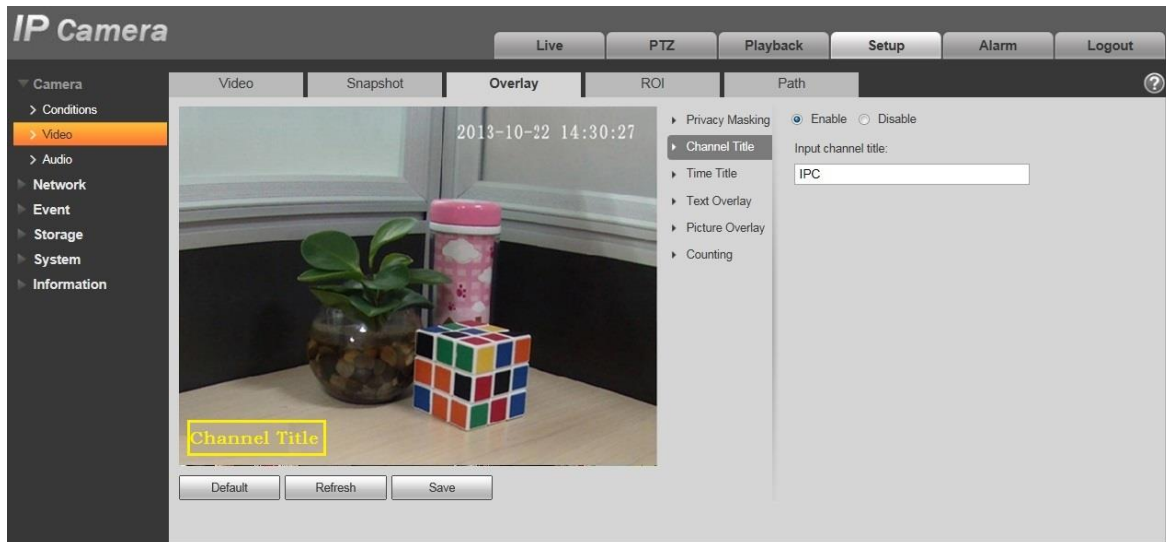 IP Camera
Live
PTZ
Playback
Setup
Alarm
Logout
Camera
Conditions
Video
Audio
Network
Event
Storage
System
Information
Video
Snapshot
Overlay
ROI
Path
?
2013-10-22 14:30:27
Channel Title
Privacy Masking
Channel Title
Time Title
Text Overlay
Picture Overlay
Counting
Enable
Disable
Input channel title:
IPC
Default
Refresh
Save